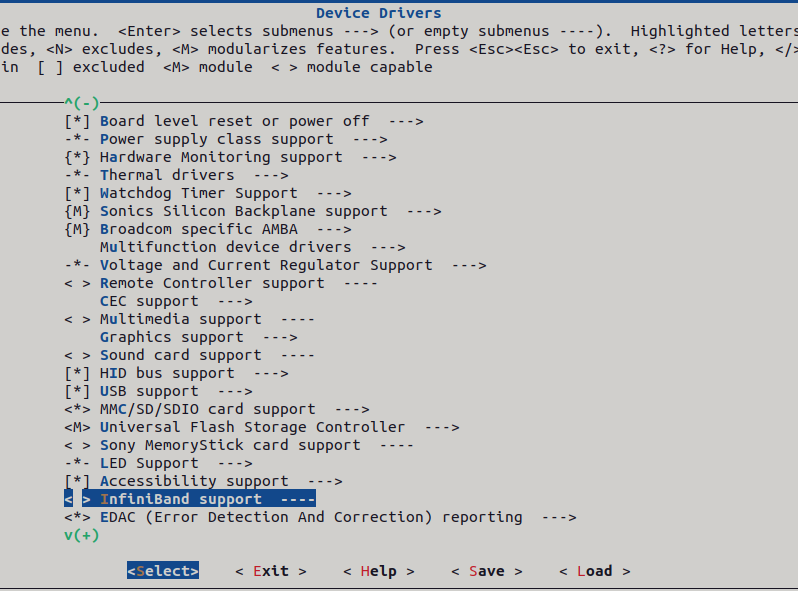 Device Drivers
e the menu.  <Enter> selects submenus ---> (or empty submenus ----).  Highlighted letters
des, <N> excludes, <M> modularizes features.  Press <Esc><Esc> to exit, <?> for Help, </>
in  [ ] excluded  <M> module  < > module capable
^(-)
[*] Board level reset or power off  --->
-*- Power supply class support  --->
{*} Hardware Monitoring support  --->
-*- Thermal drivers  --->
[*] Watchdog Timer Support  --->
{M} Sonics Silicon Backplane support  --->
{M} Broadcom specific AMBA  --->
Multifunction device drivers  --->
-*- Voltage and Current Regulator Support  --->
< > Remote Controller support  ----
CEC support  --->
< > Multimedia support  ----
Graphics support  --->
< > Sound card support  ----
[*] HID bus support  --->
[*] USB support  --->
<*> MMC/SD/SDIO card support  --->
<M> Universal Flash Storage Controller  --->
< > Sony MemoryStick card support  ----
-*- LED Support  --->
[*] Accessibility support  --->
< > InfiniBand support  ----
<*> EDAC (Error Detection And Correction) reporting  --->
v(+)
<Select>    < Exit >    < Help >    < Save >    < Load >